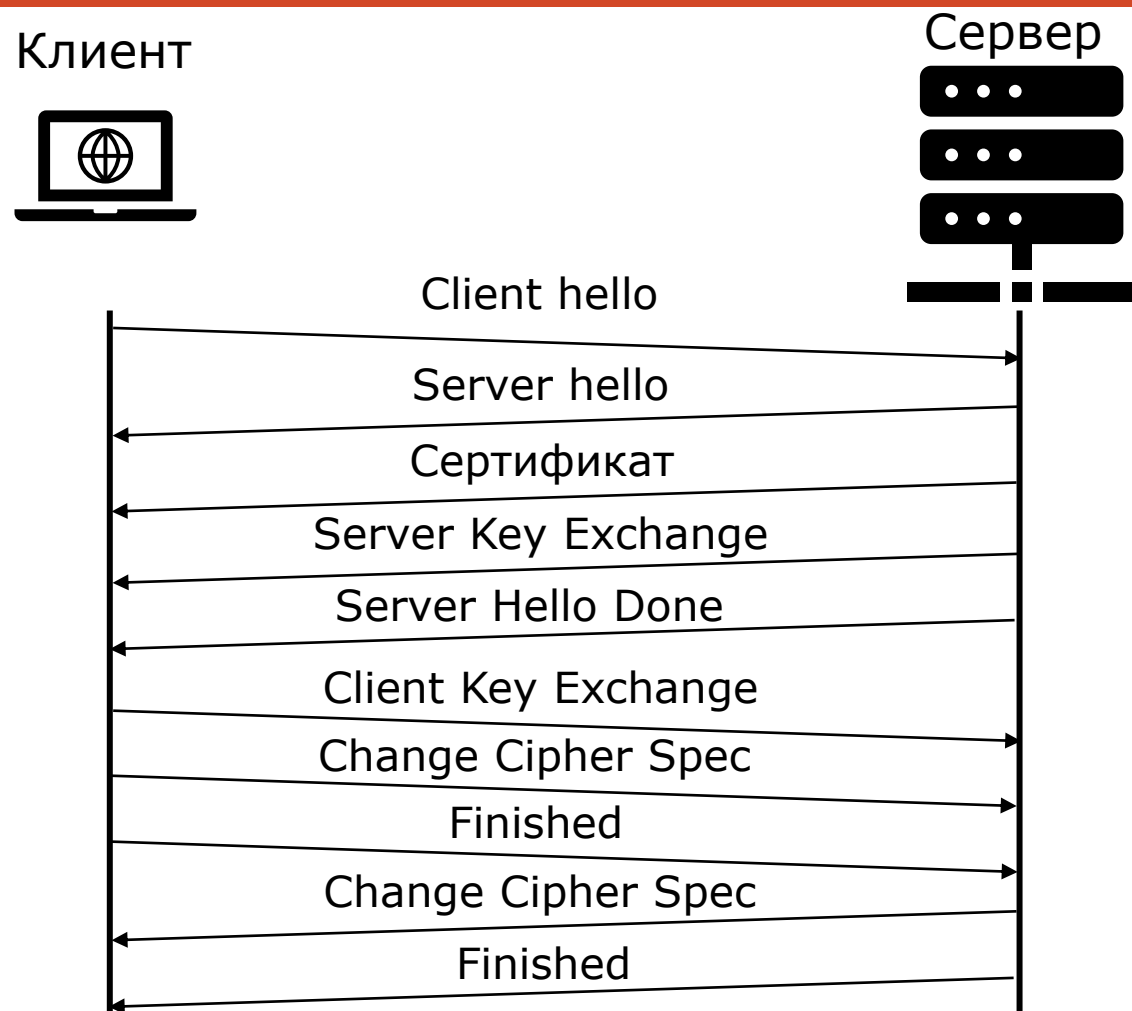 Клиент
Сервер
Client hello
Server hello
Сертификат
Server Key Exchange
Server Hello Done
Client Key Exchange
Change Cipher Spec
Finished
Change Cipher Spec
Finished